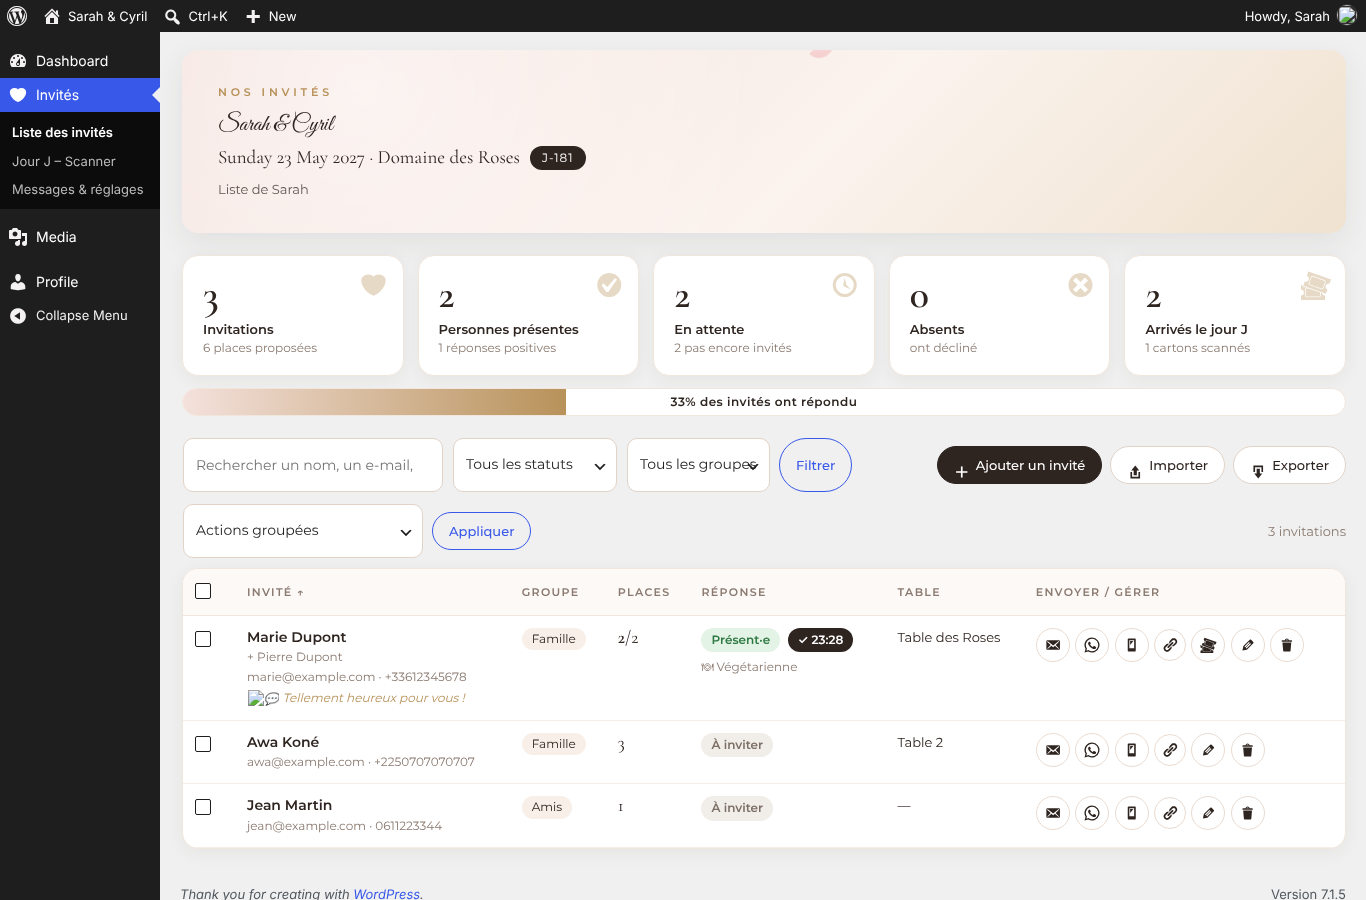 Sarah & Cyril
Ctrl+K
New
Howdy, Sarah
Dashboard
Invités
Liste des invités
Jour J – Scanner
Messages & réglages
Media
Profile
Collapse Menu
NOS INVITÉS
Sarah & Cyril
Sunday 23 May 2027 · Domaine des Roses J-181
Liste de Sarah
3
Invitations
6 places proposées
2
Personnes présentes
1 réponses positives
2
En attente
2 pas encore invités
0
Absents
ont décliné
2
Arrivés le jour J
1 cartons scannés
33% des invités ont répondu
Rechercher un nom, un e-mail,
Tous les statuts
Tous les groupes
Filtrer
Ajouter un invité
Importer
Exporter
Actions groupées
Appliquer
3 invitations
INVITÉ ↑ GROUPE PLACES RÉPONSE TABLE ENVOYER / GÉRER
Marie Dupont Famille 2/2 Présent·e ✓ 23:28 Table des Roses
+ Pierre Dupont
🍽 Végétarienne
marie@example.com · +33612345678
💬 Tellement heureux pour vous !
Awa Koné Famille 3 À inviter Table 2
awa@example.com · +2250707070707
Jean Martin Amis 1 À inviter —
jean@example.com · 0611223344
Thank you for creating with WordPress.
Version 7.1.5